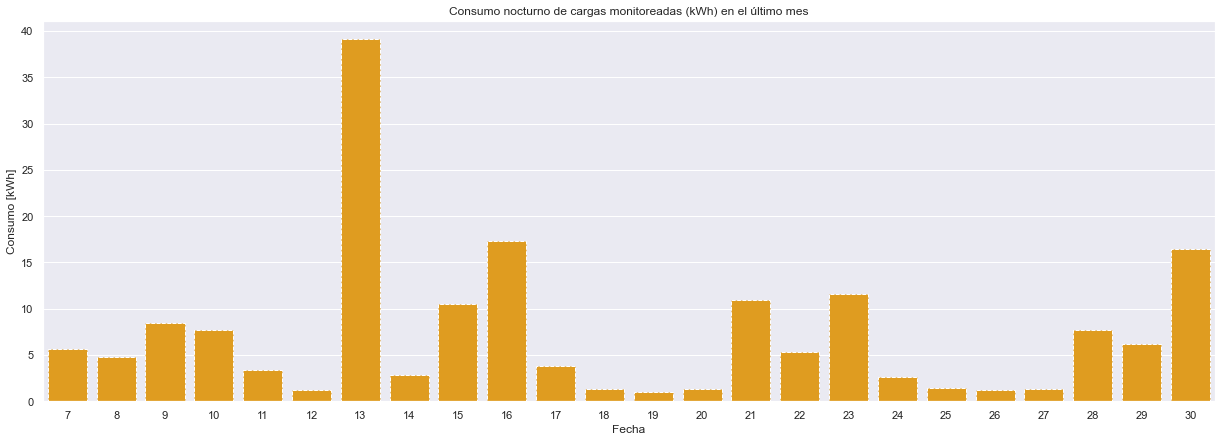 Consumo nocturno de cargas monitoreadas (kWh) en el último mes
Consumo [kWh]
40
35
30
25
20
15
10
5
0
7 8 9 10 11 12 13 14 15 16 17 18 19 20 21 22 23 24 25 26 27 28 29 30
Fecha